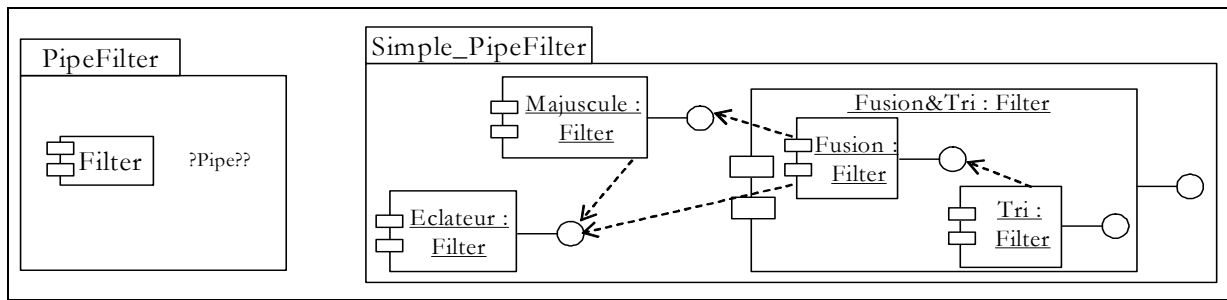 PipeFilter
Filter
?Pipe??
Simple_PipeFilter
Majuscule :
Filter
Eclateur :
Filter
Fusion&Tri : Filter
Fusion :
Filter
Tri :
Filter